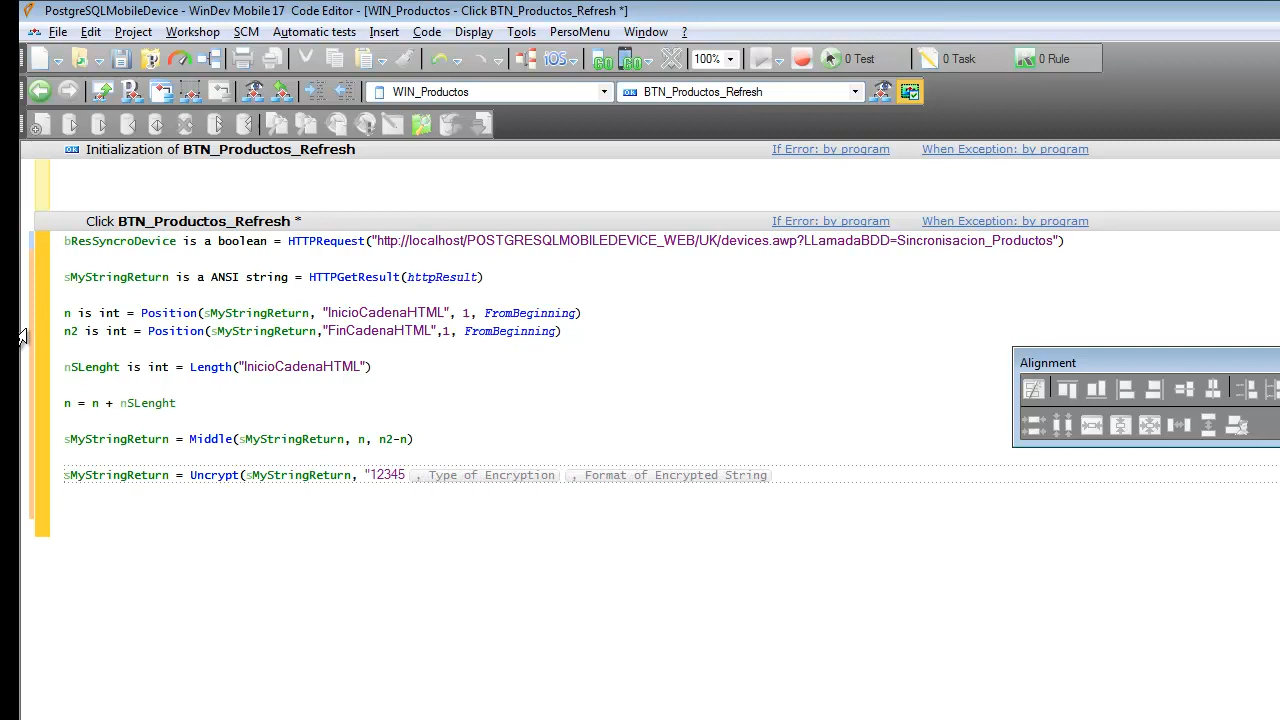 PostgreSQLMobileDevice - WinDev Mobile 17 Code Editor - [WIN_Productos - Click BTN_Productos_Refresh *]
File Edit Project Workshop SCM Automatic tests Insert Code Display Tools PersoMenu Window ?
iOS GO GO 100% 0 Test 0 Task 0 Rule
WIN_Productos BTN_Productos_Refresh
Initialization of BTN_Productos_Refresh If Error: by program When Exception: by program
Click BTN_Productos_Refresh * If Error: by program When Exception: by program
bResSyncroDevice is a boolean = HTTPRequest("http://localhost/POSTGRESQLMOBILEDEVICE_WEB/UK/devices.awp?LLamadaBDD=Sincronisacion_Productos")
sMyStringReturn is a ANSI string = HTTPGetResult(httpResult)
n is int = Position(sMyStringReturn, "InicioCadenaHTML", 1, FromBeginning)
n2 is int = Position(sMyStringReturn,"FinCadenaHTML",1, FromBeginning)
nSLenght is int = Length("InicioCadenaHTML")
n = n + nSLenght
sMyStringReturn = Middle(sMyStringReturn, n, n2-n)
sMyStringReturn = Uncrypt(sMyStringReturn, "12345 , Type of Encryption , Format of Encrypted String
Alignment